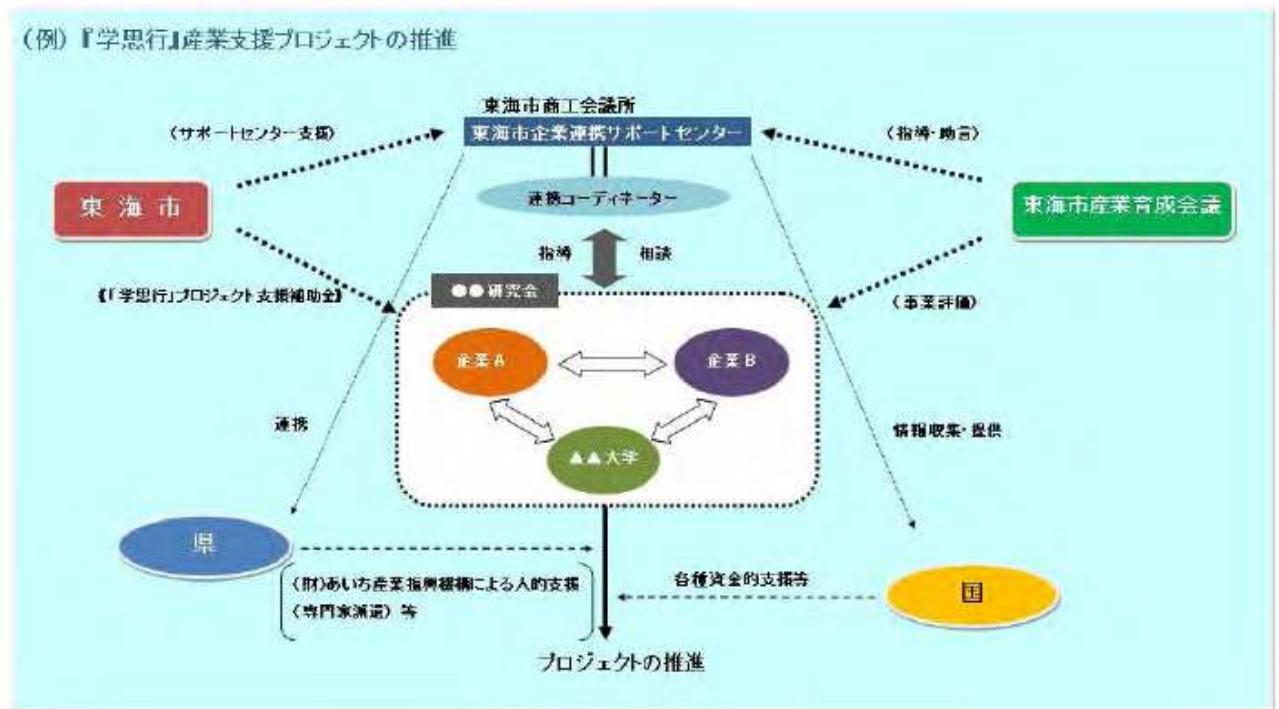 (例)『学思行』産業支援プロジェクトの推進
東海市商工会議所
(サポートセンター支援)
東海市企業連携サポートセンター
(指導・助言)
連携コーディネーター
東海市
東海市産業育成会議
指導
相談
《「学思行」プロジェクト支援補助金》
●●研究会
(事業評価)
企業A
企業B
連携
情報収集・提供
▲▲大学
県
(財)あいち産業振興機構による人的支援
(専門家派遣)等
各種資金的支援等
国
プロジェクトの推進